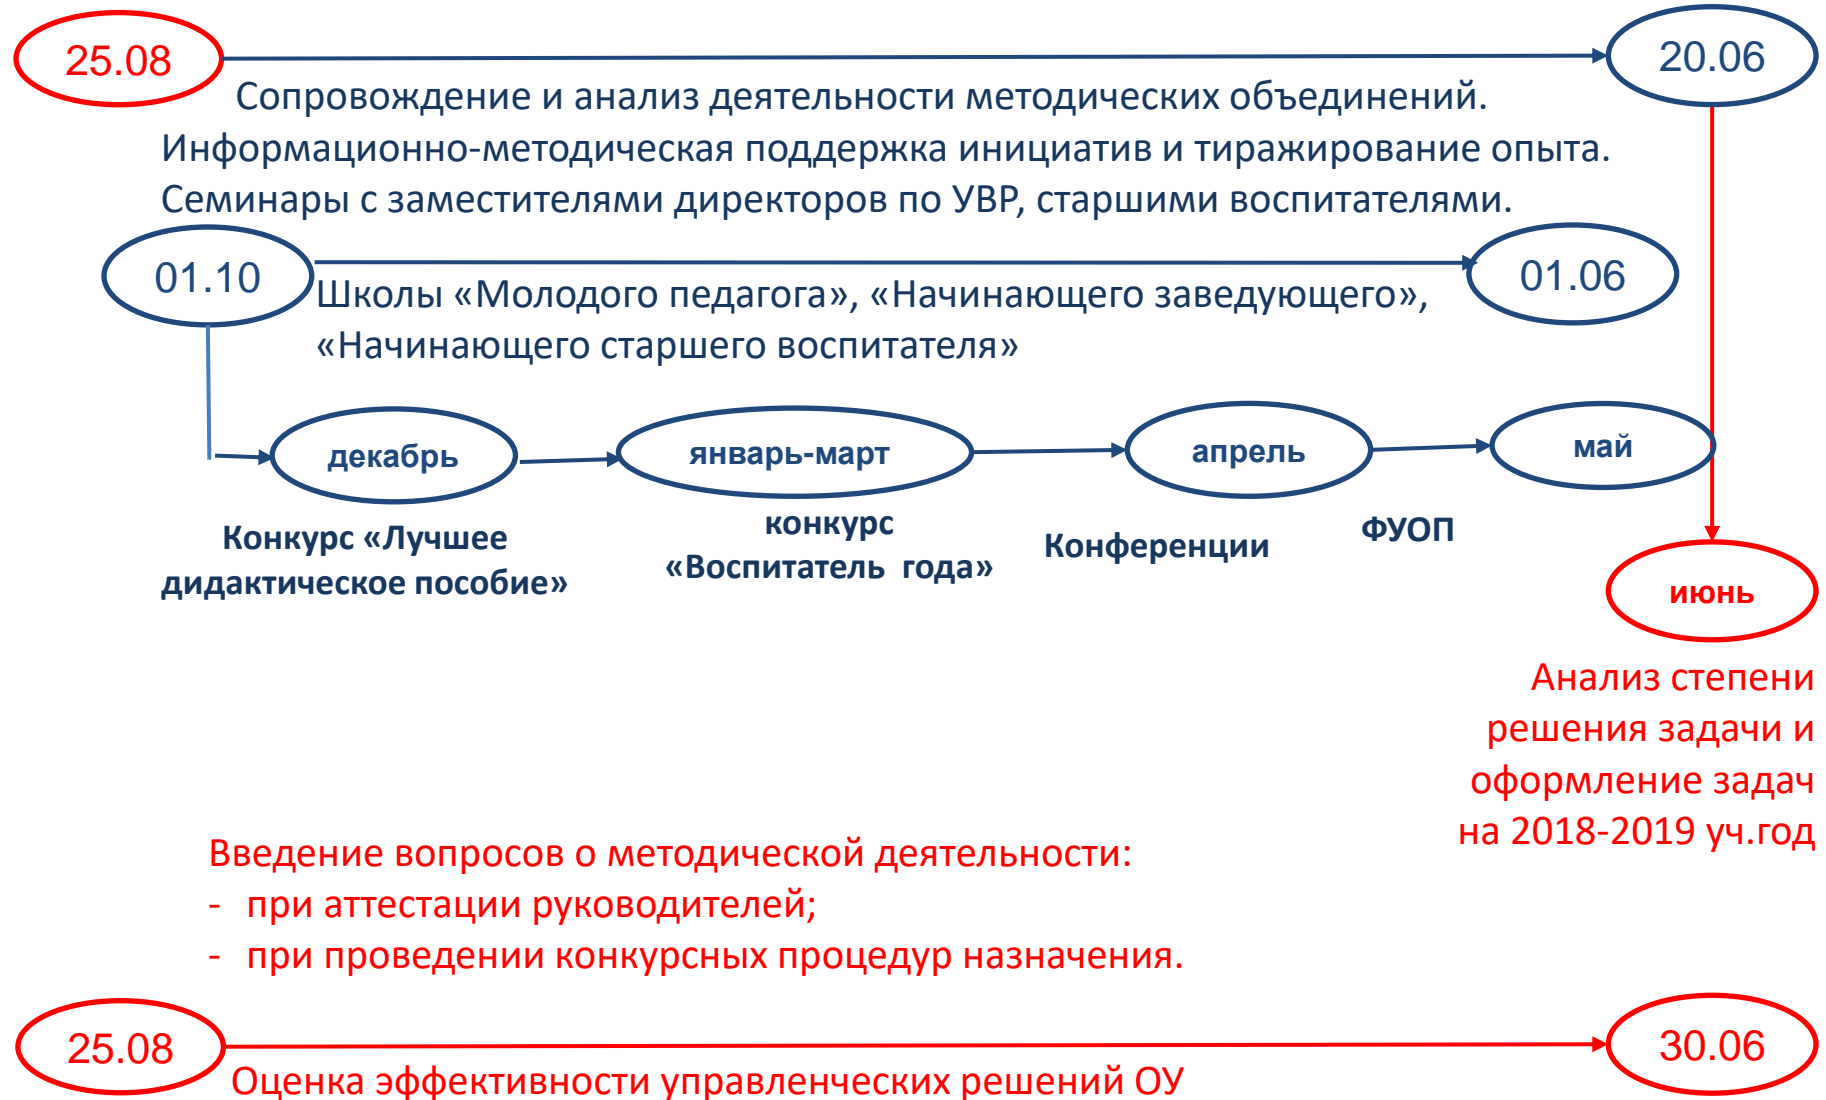 25.08
20.06
Сопровождение и анализ деятельности методических объединений.
Информационно-методическая поддержка инициатив и тиражирование опыта.
Семинары с заместителями директоров по УВР, старшими воспитателями.
01.10
01.06
Школы «Молодого педагога», «Начинающего заведующего»,
«Начинающего старшего воспитателя»
декабрь
январь-март
апрель
май
Конкурс «Лучшее
дидактическое пособие»
конкурс
«Воспитатель года»
Конференции
ФУОП
июнь
Анализ степени
решения задачи и
оформление задач
на 2018-2019 уч.год
Введение вопросов о методической деятельности:
- при аттестации руководителей;
- при проведении конкурсных процедур назначения.
25.08
30.06
Оценка эффективности управленческих решений ОУ